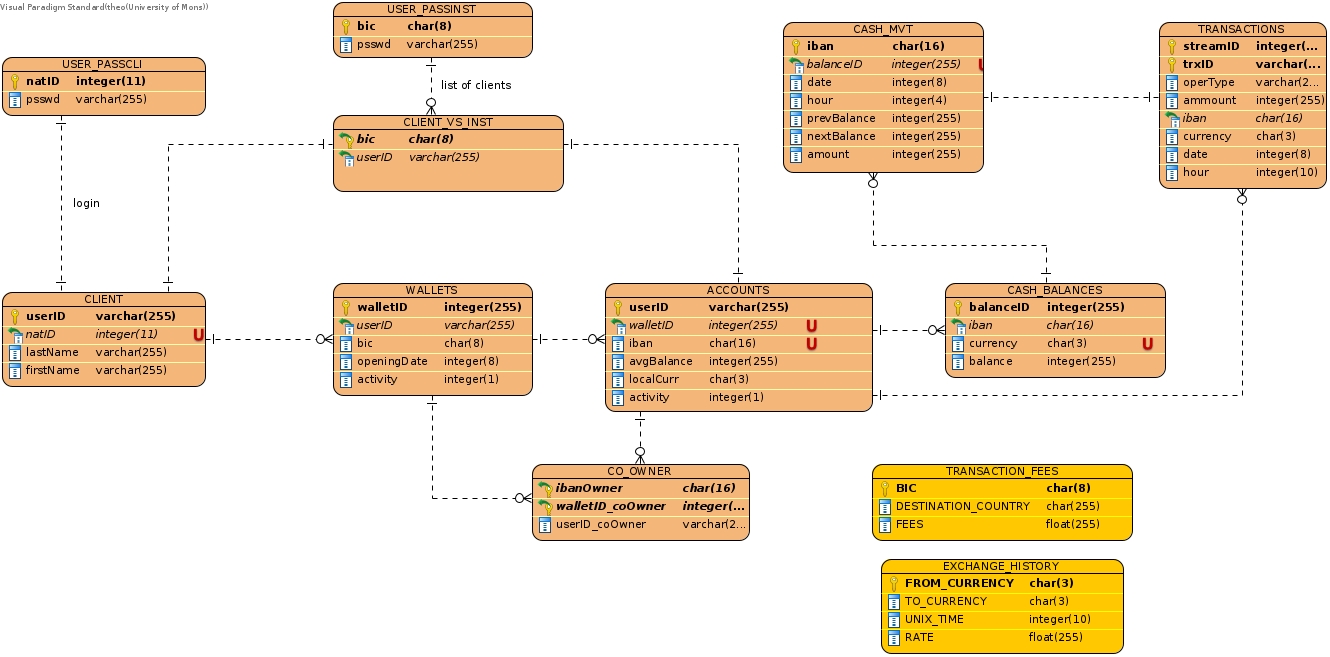 Visual Paradigm Standard(theo(University of Mons))
USER_PASSINST
bic char(8)
psswd varchar(255)
USER_PASSCLI
natID integer(11)
psswd varchar(255)
list of clients
CLIENT_VS_INST
bic char(8)
userID varchar(255)
CASH_MVT
iban char(16)
balanceID integer(255) U
date integer(8)
hour integer(4)
prevBalance integer(255)
nextBalance integer(255)
amount integer(255)
TRANSACTIONS
streamID integer(...
trxID varchar(...
operType varchar(2...
ammount integer(255)
iban char(16)
currency char(3)
date integer(8)
hour integer(10)
login
CLIENT
userID varchar(255)
natID integer(11) U
lastName varchar(255)
firstName varchar(255)
WALLETS
walletID integer(255)
userID varchar(255)
bic char(8)
openingDate integer(8)
activity integer(1)
ACCOUNTS
userID varchar(255)
walletID integer(255) U
iban char(16) U
avgBalance integer(255)
localCurr char(3)
activity integer(1)
CASH_BALANCES
balanceID integer(255)
iban char(16)
currency char(3) U
balance integer(255)
CO_OWNER
ibanOwner char(16)
walletID_coOwner integer(...
userID_coOwner varchar(2...
TRANSACTION_FEES
BIC char(8)
DESTINATION_COUNTRY char(255)
FEES float(255)
EXCHANGE_HISTORY
FROM_CURRENCY char(3)
TO_CURRENCY char(3)
UNIX_TIME integer(10)
RATE float(255)